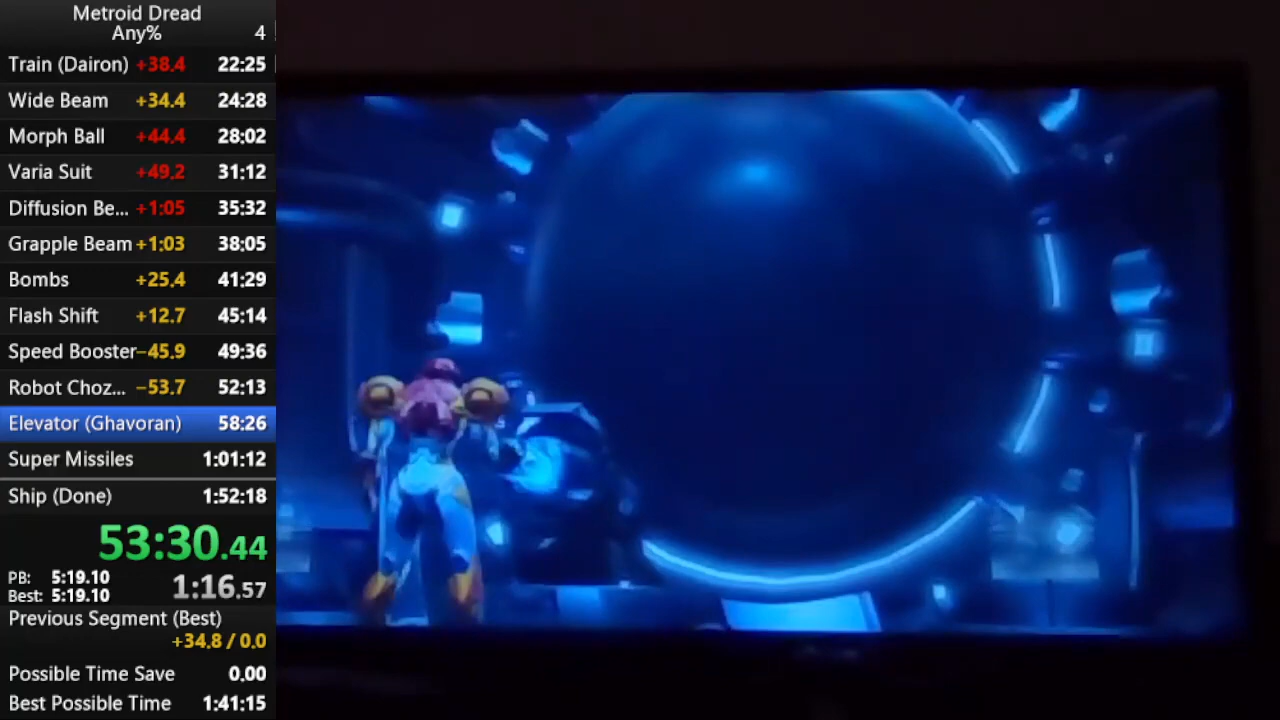 Metroid Dread
Any% 4
Train (Dairon) +38.4 22:25
Wide Beam +34.4 24:28
Morph Ball +44.4 28:02
Varia Suit +49.2 31:12
Diffusion Be... +1:05 35:32
Grapple Beam +1:03 38:05
Bombs +25.4 41:29
Flash Shift +12.7 45:14
Speed Booster −45.9 49:36
Robot Choz... −53.7 52:13
Elevator (Ghavoran) 58:26
Super Missiles 1:01:12
Ship (Done) 1:52:18
53:30.44
PB: 5:19.10
Best: 5:19.10 1:16.57
Previous Segment (Best)
+34.8 / 0.0
Possible Time Save 0.00
Best Possible Time 1:41:15